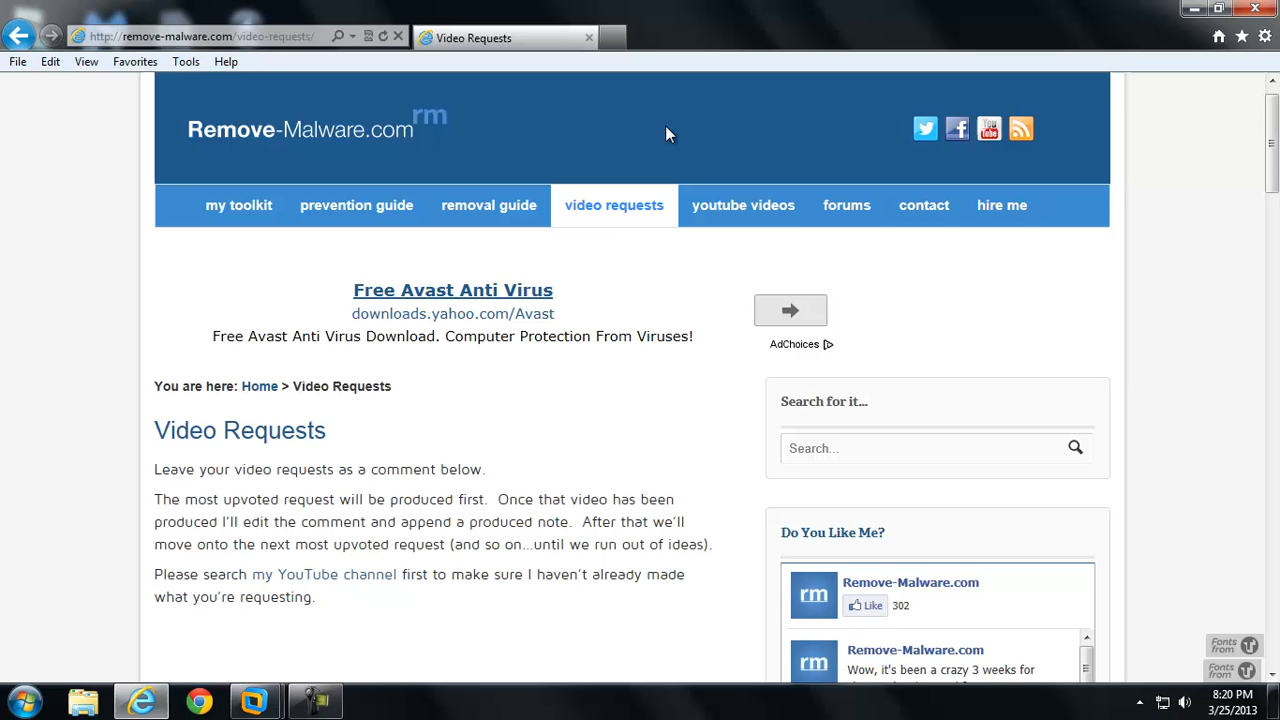 http://remove-malware.com/video-requests/
Video Requests
File Edit View Favorites Tools Help
Remove-Malware.com rm
You Tube
my toolkit prevention guide removal guide video requests youtube videos forums contact hire me
Free Avast Anti Virus
downloads.yahoo.com/Avast
Free Avast Anti Virus Download. Computer Protection From Viruses!
AdChoices
You are here: Home > Video Requests
Video Requests
Leave your video requests as a comment below.
The most upvoted request will be produced first. Once that video has been
produced I'll edit the comment and append a produced note. After that we'll
move onto the next most upvoted request (and so on...until we run out of ideas).
Please search my YouTube channel first to make sure I haven't already made
what you're requesting.
Search for it...
Search...
Do You Like Me?
rm
Remove-Malware.com
Like 302
rm
Remove-Malware.com
Wow, it's been a crazy 3 weeks for
Fonts from
Fonts from
8:20 PM
3/25/2013